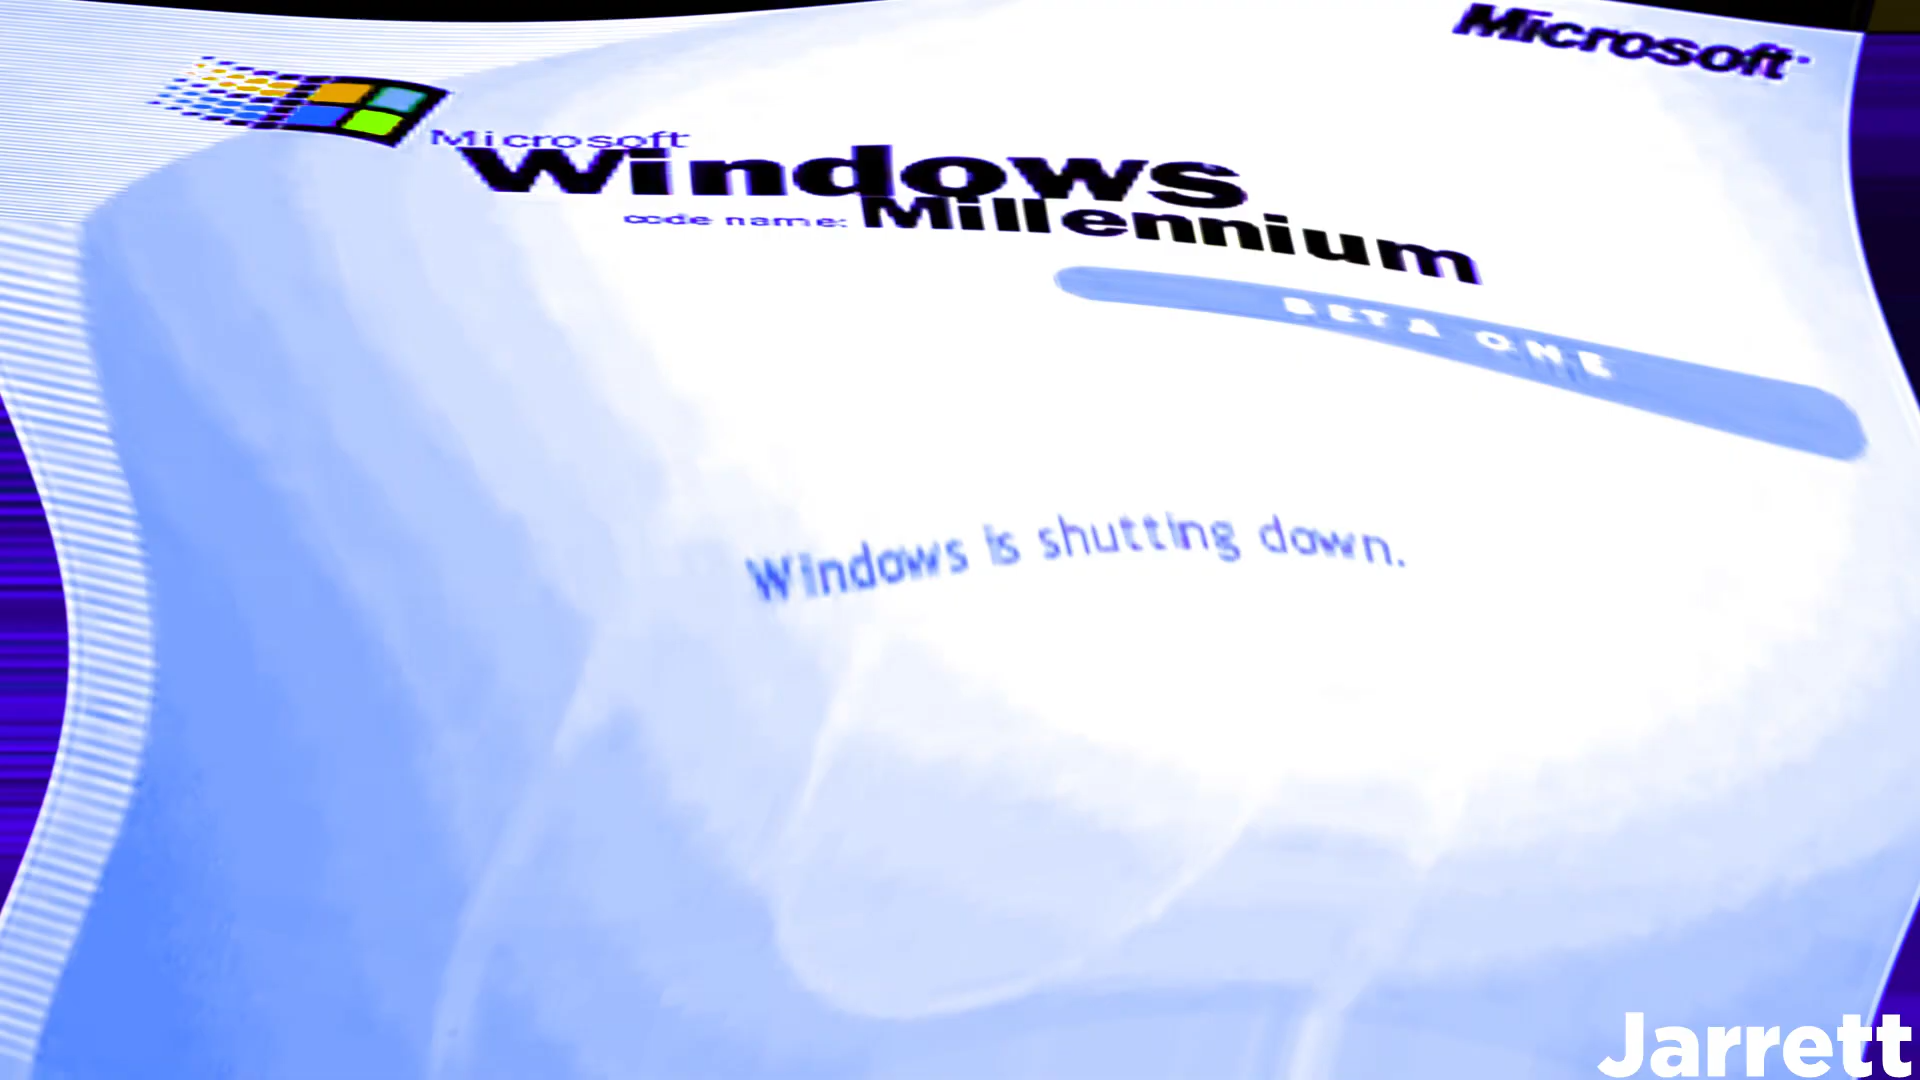 Microsoft
Microsoft
Windows
code name: Millennium
BETA ONE
Windows is shutting down.
Jarrett